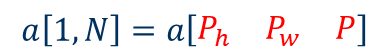 a[1, N] = a[P_h P_w P]